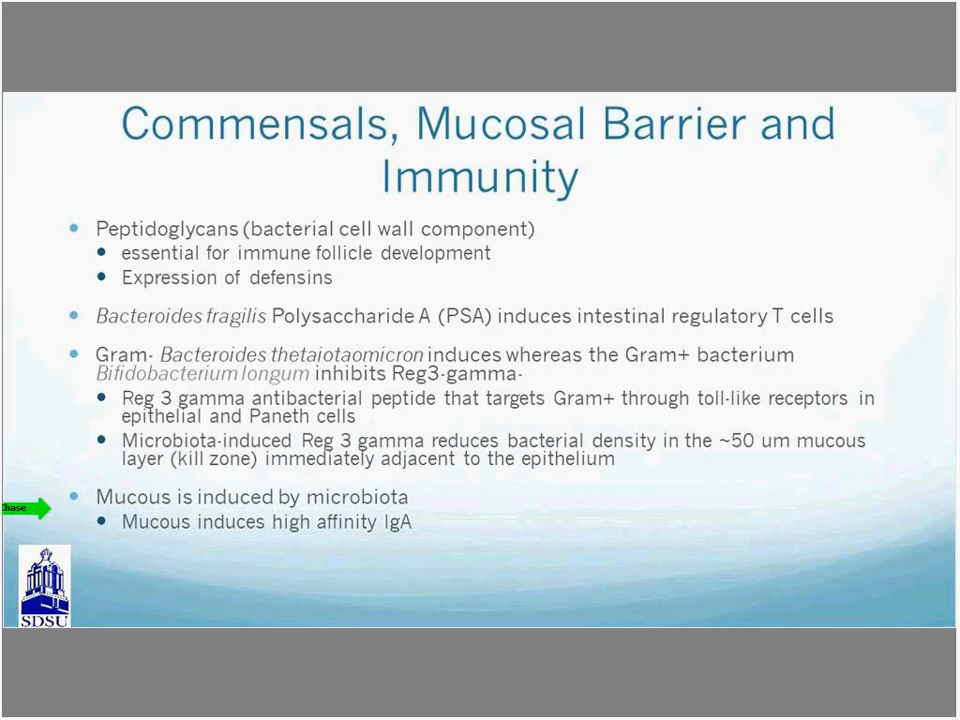 Commensals, Mucosal Barrier and
Immunity
Peptidoglycans (bacterial cell wall component)
essential for immune follicle development
Expression of defensins
Bacteroides fragilis Polysaccharide A (PSA) induces intestinal regulatory T cells
Gram- Bacteroides thetaiotaomicron induces whereas the Gram+ bacterium
Bifidobacterium longum inhibits Reg3-gamma-
Reg 3 gamma antibacterial peptide that targets Gram+ through toll-like receptors in
epithelial and Paneth cells
Microbiota-induced Reg 3 gamma reduces bacterial density in the ~50 um mucous
layer (kill zone) immediately adjacent to the epithelium
Mucous is induced by microbiota
Chase
Mucous induces high affinity IgA
SDSU